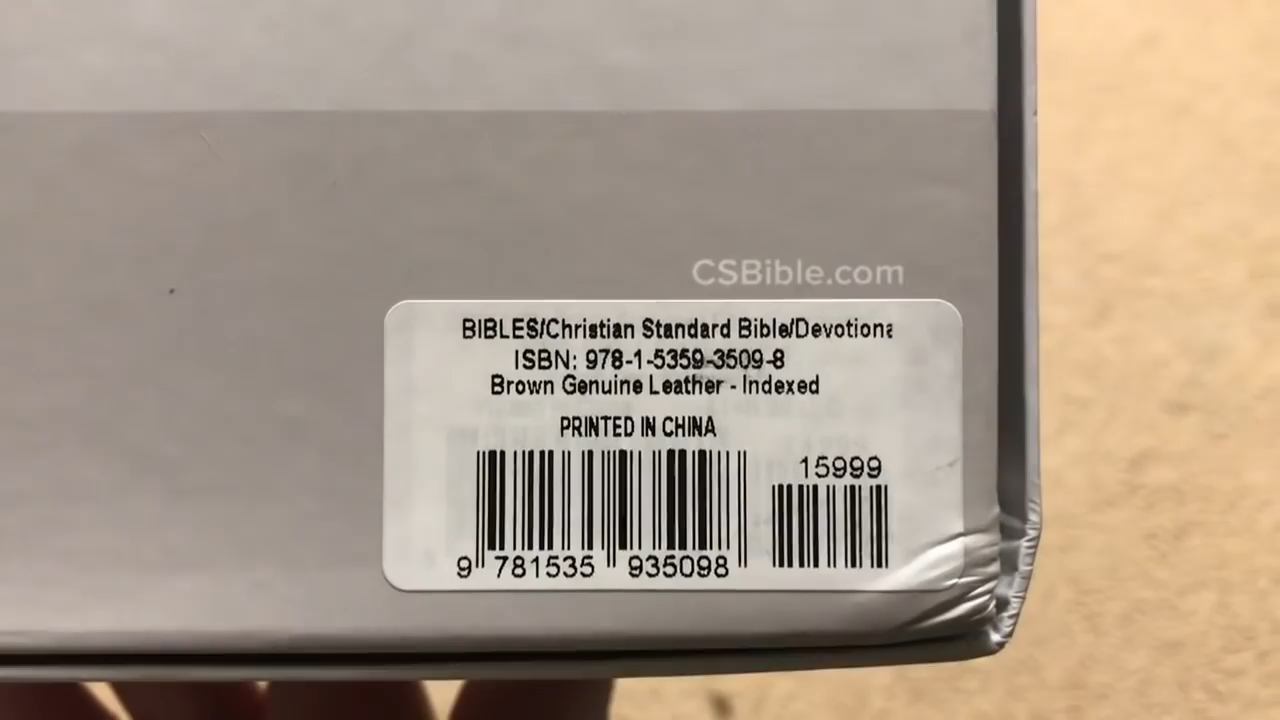 CSBible.com
BIBLES/Christian Standard Bible/Devotiona
ISBN: 978-1-5359-3509-8
Brown Genuine Leather - Indexed
PRINTED IN CHINA
15999
9 781535 935098